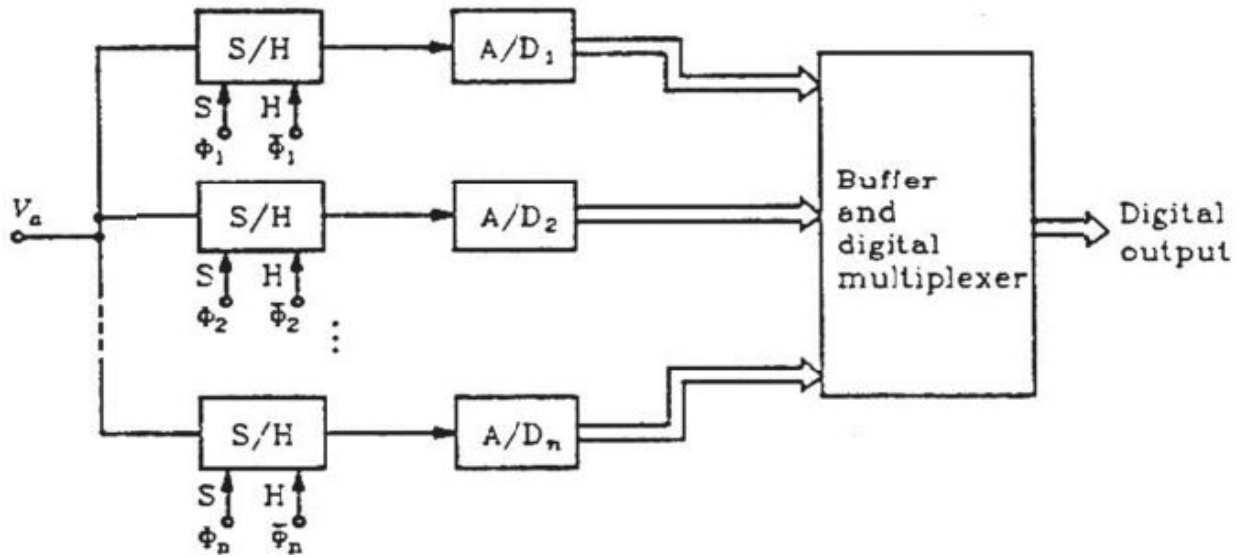 S/H
A/D₁
S
H
Φ₁
Φ̄₁
Vₐ
S/H
A/D₂
S
H
Φ₂
Φ̄₂
Buffer
and
digital
multiplexer
Digital
output
S/H
A/Dₙ
S
H
Φₙ
Φ̄ₙ